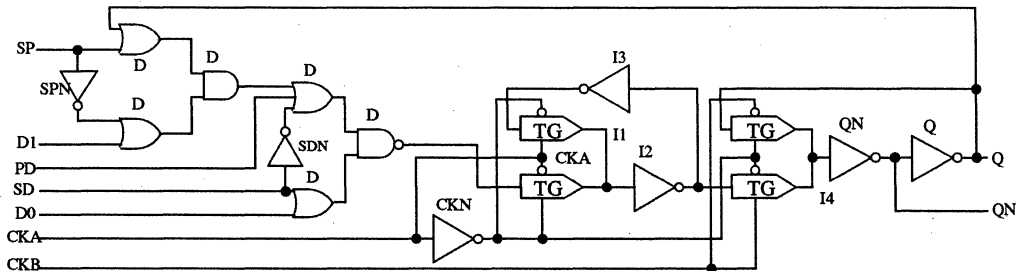 SP
D
D
SPN
D
D
D
I3
TG
I1
QN
Q
TG
D1
SDN
CKA
I2
Q
PD
TG
TG
SD
CKN
I4
QN
D0
CKA
CKB